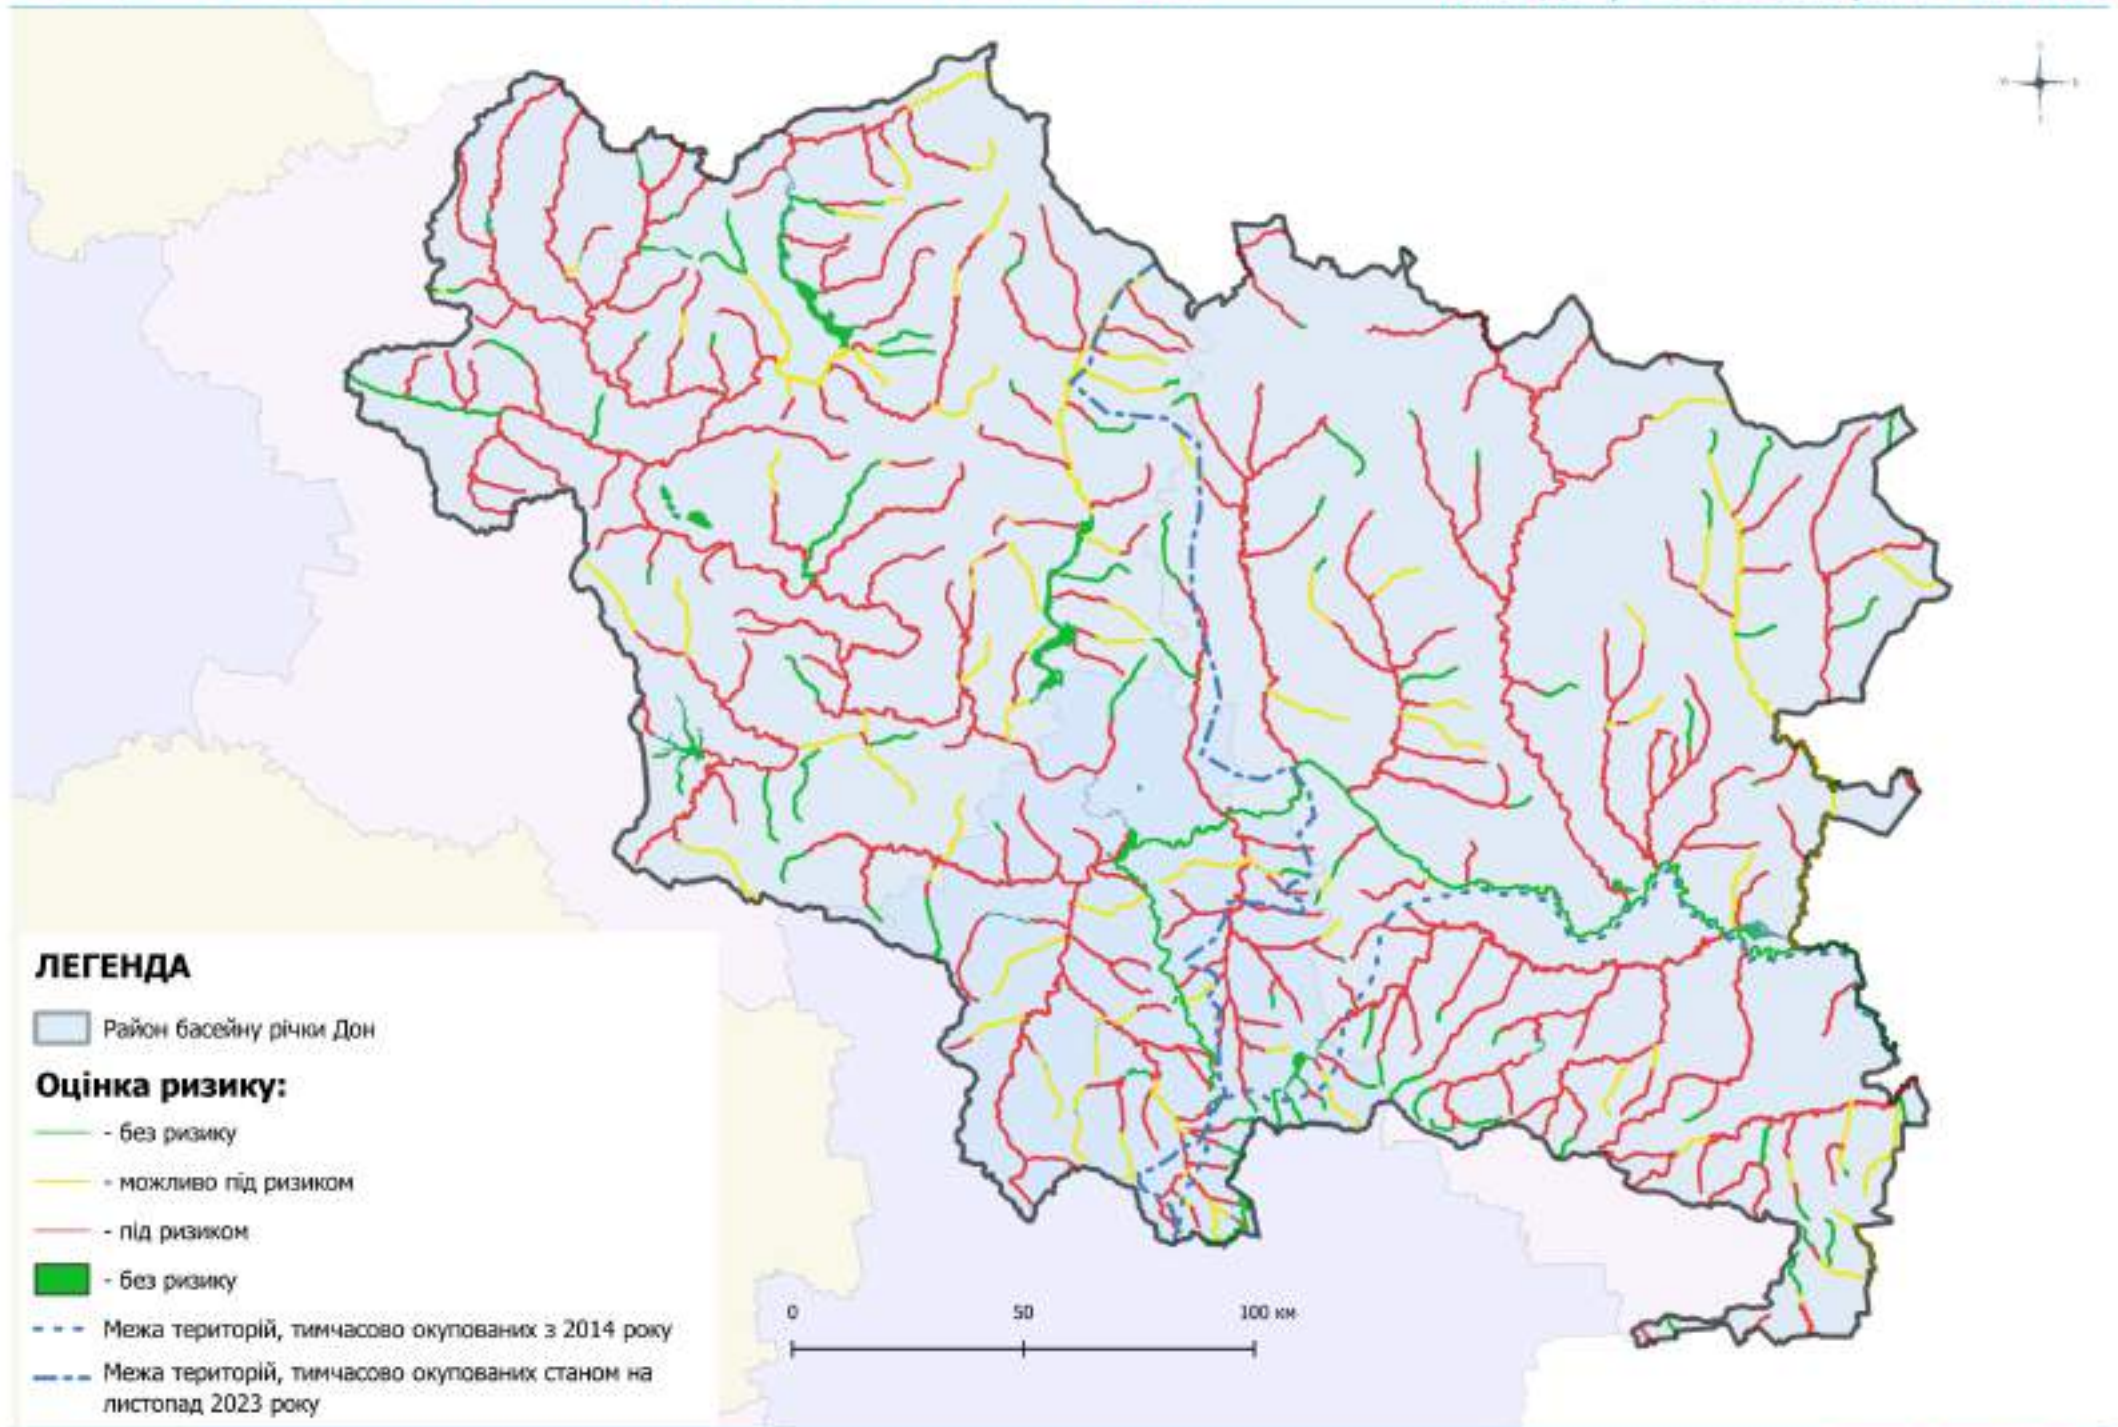 ЛЕГЕНДА
Район басейну річки Дон
Оцінка ризику:
- без ризику
- можливо під ризиком
- під ризиком
- без ризику
Межа територій, тимчасово окупованих з 2014 року
Межа територій, тимчасово окупованих станом на
листопад 2023 року
0 50 100 км